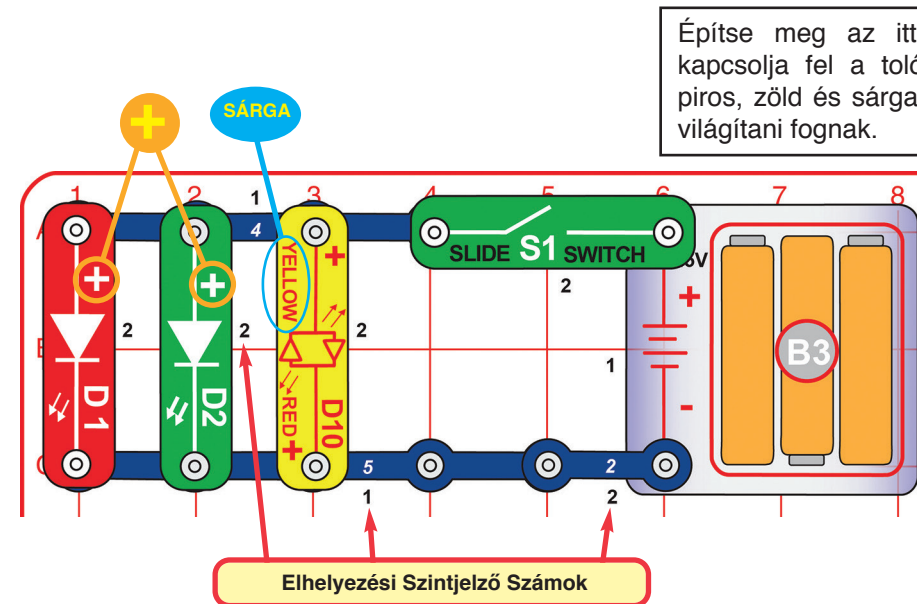 Építse meg az itt
kapcsolja fel a toló
piros, zöld és sárga
világítani fognak.
+
SÁRGA
1 2 3 4 5 6 7 8
1
A
4
+ + + YELLOW
SLIDE S1 SWITCH
V
2
+
2 2 2
B
1
B3
D1 D2 RED + D10
-
C
5 2
1 2
Elhelyezési Szintjelző Számok